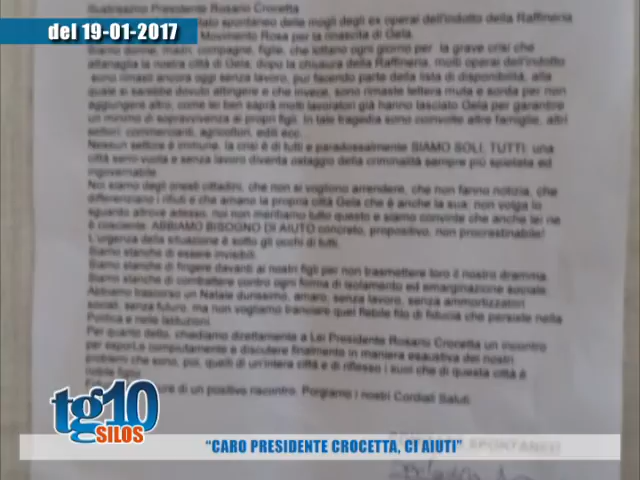 Illustrissimo Presidente Rosario Crocetta
del 19-01-2017
spontaneo delle mogli degli ex operai dell'indotto della Raffineria
Movimento Rosa per la rinascita di Gela.
Siamo donne, madri, compagne, figlie, che lottano ogni giorno per la grave crisi che
attanaglia la nostra città di Gela, dopo la chiusura della Raffineria, molti operai dell'indotto
sono rimasti ancora oggi senza lavoro, pur facendo parte della lista di disponibilità, alla
quale si sarebbe dovuto attingere e che invece, sono rimaste lettera muta e sorda per non
aggiungere altro, come lei ben saprà molti lavoratori già hanno lasciato Gela per garantire
un minimo di sopravvivenza ai propri figli. In tale tragedia sono coinvolte altre famiglie, altri
settori: commercianti, agricoltori, edili ecc.
Nessun settore è immune, la crisi è di tutti e paradossalmente SIAMO SOLI, TUTTI: una
città semi-vuota e senza lavoro diventa ostaggio della criminalità sempre più spietata ed
ingovernabile.
Noi siamo degli onesti cittadini, che non si vogliono arrendere, che non fanno notizia, che
differenziano i rifiuti e che amano la propria città Gela che è anche la sua: non volga lo
sguardo altrove adesso, noi non meritiamo tutto questo e siamo convinte che anche lei ne
è cosciente. ABBIAMO BISOGNO DI AIUTO concreto, propositivo, non procrastinabile!
L'urgenza della situazione è sotto gli occhi di tutti.
Siamo stanche di essere invisibili.
Siamo stanche di fingere davanti ai nostri figli per non trasmettere loro il nostro dramma.
Siamo stanche di combattere contro ogni forma di isolamento ed emarginazione sociale.
Abbiamo trascorso un Natale durissimo, amaro, senza lavoro, senza ammortizzatori
sociali, senza futuro, ma non vogliamo tranciare quel flebile filo di fiducia che persiste nella
Politica e nelle Istituzioni.
Per quanto detto, chiediamo direttamente a Lei Presidente Rosario Crocetta un incontro
per esporLe compiutamente e discutere finalmente in maniera esaustiva dei nostri
problemi che sono, poi, quelli di un'intera città e di riflesso i suoi che di questa città è
nobile figlio.
di un positivo riscontro. Porgiamo i nostri Cordiali Saluti
tg10
SILOS
SPONTANEO
"CARO PRESIDENTE CROCETTA, CI AIUTI"